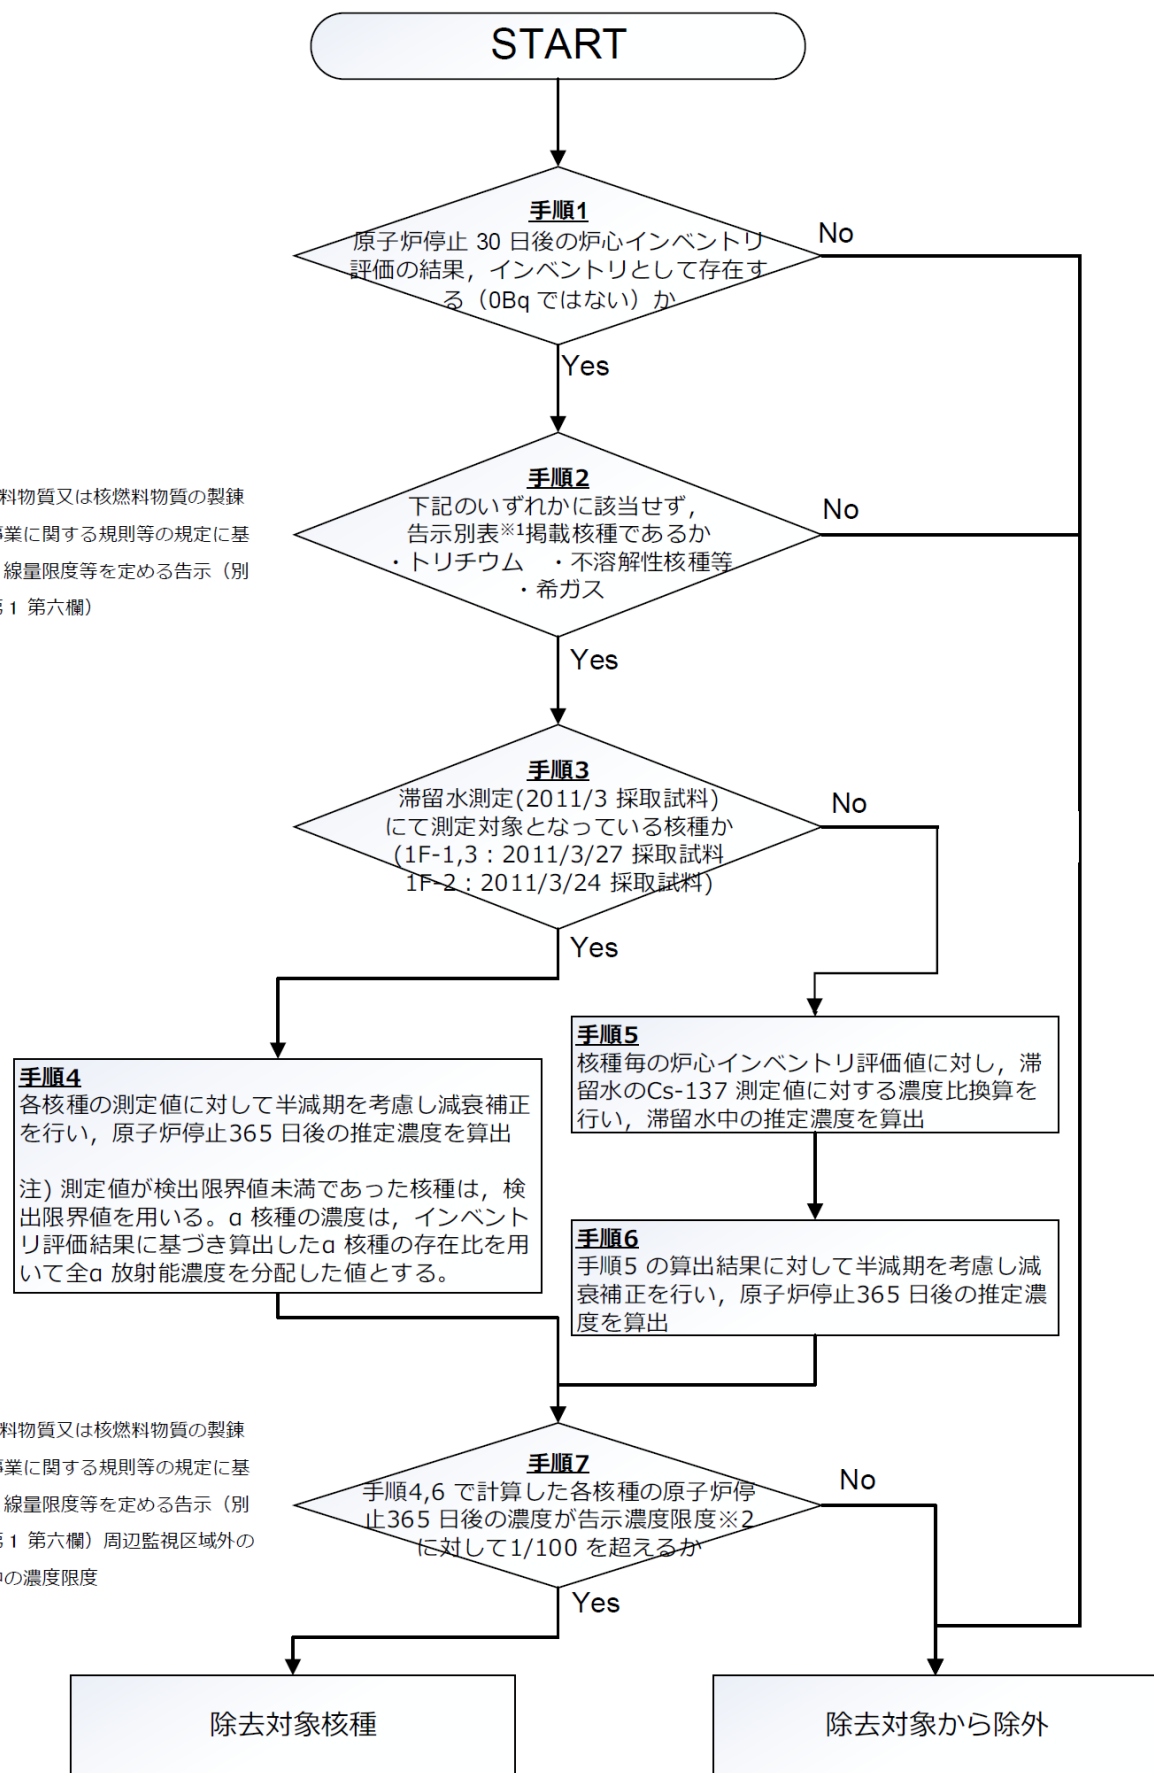 START
手順1
原子炉停止 30 日後の炉心インベントリ
評価の結果，インベントリとして存在す
る（0Bq ではない）か
No
Yes
料物質又は核燃料物質の製錬
事業に関する規則等の規定に基
線量限度等を定める告示（別
第 1 第六欄）
手順2
下記のいずれかに該当せず，
告示別表※1掲載核種であるか
・トリチウム ・不溶解性核種等
・希ガス
No
Yes
手順3
滞留水測定(2011/3 採取試料)
にて測定対象となっている核種か
(1F-1,3：2011/3/27 採取試料
1F-2：2011/3/24 採取試料)
No
Yes
手順4
各核種の測定値に対して半減期を考慮し減衰補正
を行い，原子炉停止365 日後の推定濃度を算出
注) 測定値が検出限界値未満であった核種は，検
出限界値を用いる。α 核種の濃度は，インベント
リ評価結果に基づき算出したα 核種の存在比を用
いて全α 放射能濃度を分配した値とする。
手順5
核種毎の炉心インベントリ評価値に対し，滞
留水のCs-137 測定値に対する濃度比換算を
行い，滞留水中の推定濃度を算出
手順6
手順5 の算出結果に対して半減期を考慮し減
衰補正を行い，原子炉停止365 日後の推定濃
度を算出
料物質又は核燃料物質の製錬
事業に関する規則等の規定に基
線量限度等を定める告示（別
第 1 第六欄）周辺監視区域外の
中の濃度限度
手順7
手順4,6 で計算した各核種の原子炉停
止365 日後の濃度が告示濃度限度※2
に対して1/100 を超えるか
No
Yes
除去対象核種
除去対象から除外